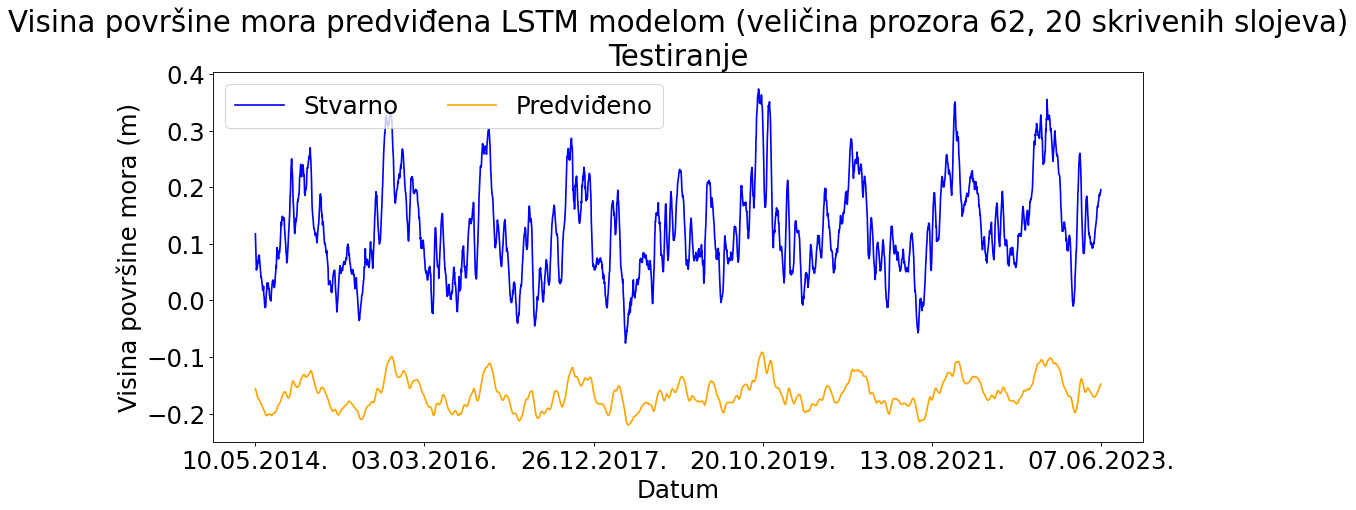 Visina površine mora predviđena LSTM modelom (veličina prozora 62, 20 skrivenih slojeva)
Testiranje
Stvarno
Predviđeno
Visina površine mora (m)
0.4
0.3
0.2
0.1
0.0
−0.1
−0.2
10.05.2014.
03.03.2016.
26.12.2017.
20.10.2019.
13.08.2021.
07.06.2023.
Datum